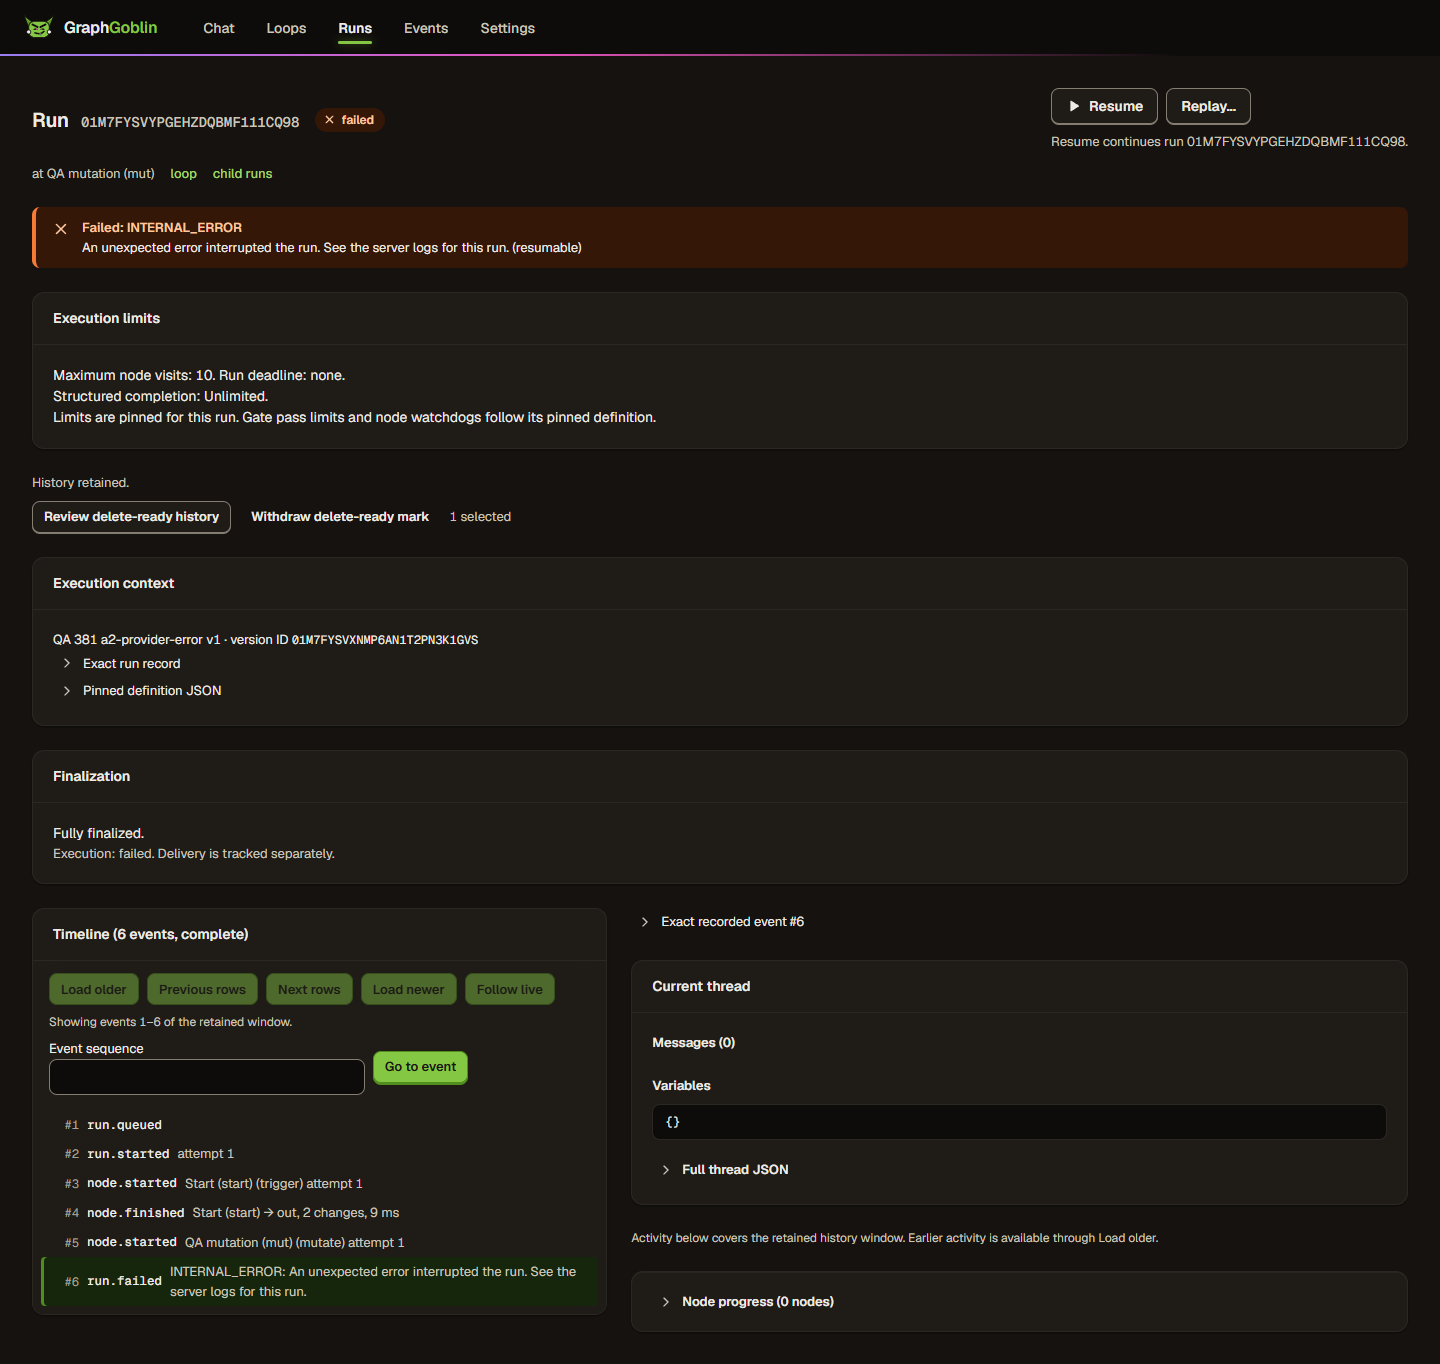 GraphGoblin
Chat
Loops
Runs
Events
Settings
Run 01M7FYSVYPGEHZDQBMF111CQ98 failed
Resume
Replay...
Resume continues run 01M7FYSVYPGEHZDQBMF111CQ98.
at QA mutation (mut) loop child runs
Failed: INTERNAL_ERROR
An unexpected error interrupted the run. See the server logs for this run. (resumable)
Execution limits
Maximum node visits: 10. Run deadline: none.
Structured completion: Unlimited.
Limits are pinned for this run. Gate pass limits and node watchdogs follow its pinned definition.
History retained.
Review delete-ready history
Withdraw delete-ready mark
1 selected
Execution context
QA 381 a2-provider-error v1 · version ID 01M7FYSVXNMP6AN1T2PN3K1GVS
Exact run record
Pinned definition JSON
Finalization
Fully finalized.
Execution: failed. Delivery is tracked separately.
Timeline (6 events, complete)
Load older
Previous rows
Next rows
Load newer
Follow live
Showing events 1–6 of the retained window.
Event sequence
Go to event
#1 run.queued
#2 run.started attempt 1
#3 node.started Start (start) (trigger) attempt 1
#4 node.finished Start (start) → out, 2 changes, 9 ms
#5 node.started QA mutation (mut) (mutate) attempt 1
#6 run.failed INTERNAL_ERROR: An unexpected error interrupted the run. See the
server logs for this run.
Exact recorded event #6
Current thread
Messages (0)
Variables
{}
Full thread JSON
Activity below covers the retained history window. Earlier activity is available through Load older.
Node progress (0 nodes)